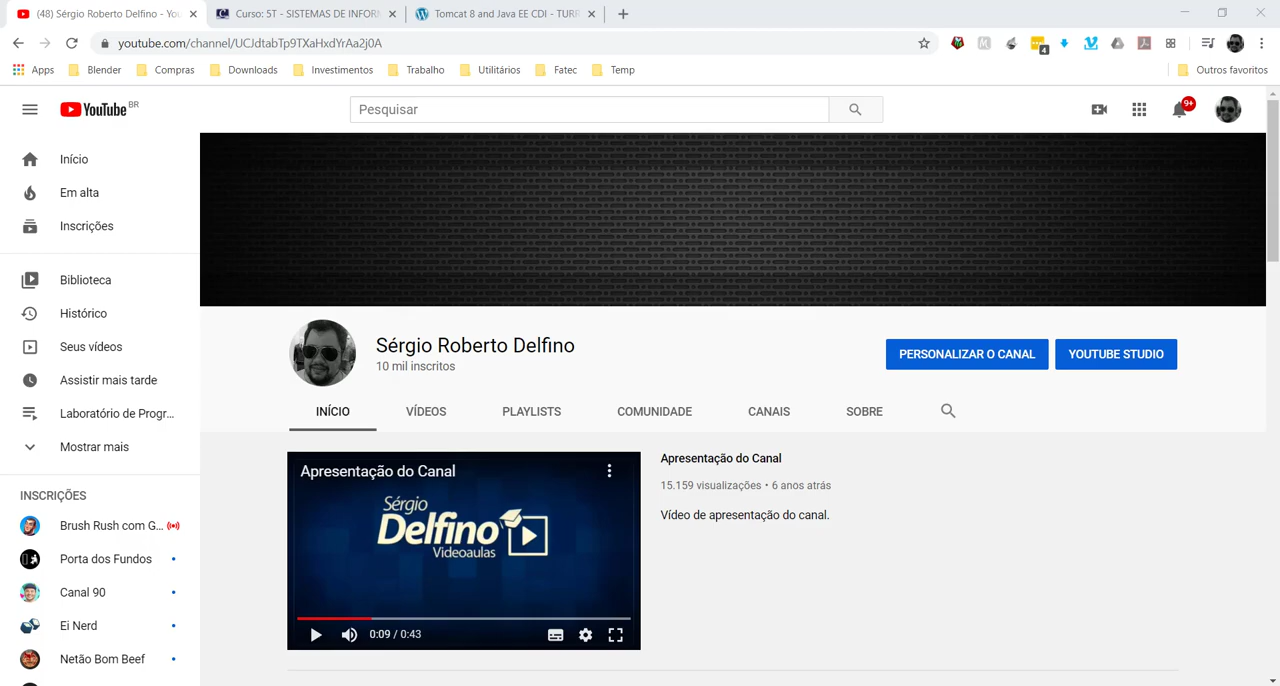 (48) Sérgio Roberto Delfino - You
Curso: 5T - SISTEMAS DE INFORM
Tomcat 8 and Java EE CDI - TURB
youtube.com/channel/UCJdtabTp9TXaHxdYrAa2j0A
4
Apps
Blender
Compras
Downloads
Investimentos
Trabalho
Utilitários
Fatec
Temp
Outros favoritos
YouTube BR
Pesquisar
9+
Início
Em alta
Inscrições
Biblioteca
Histórico
Seus vídeos
Assistir mais tarde
Laboratório de Progr...
Mostrar mais
INSCRIÇÕES
Brush Rush com G...
Porta dos Fundos
Canal 90
Ei Nerd
Netão Bom Beef
Sérgio Roberto Delfino
10 mil inscritos
PERSONALIZAR O CANAL
YOUTUBE STUDIO
INÍCIO
VÍDEOS
PLAYLISTS
COMUNIDADE
CANAIS
SOBRE
Apresentação do Canal
Sérgio
Delfino
Videoaulas
0:09 / 0:43
Apresentação do Canal
15.159 visualizações • 6 anos atrás
Vídeo de apresentação do canal.